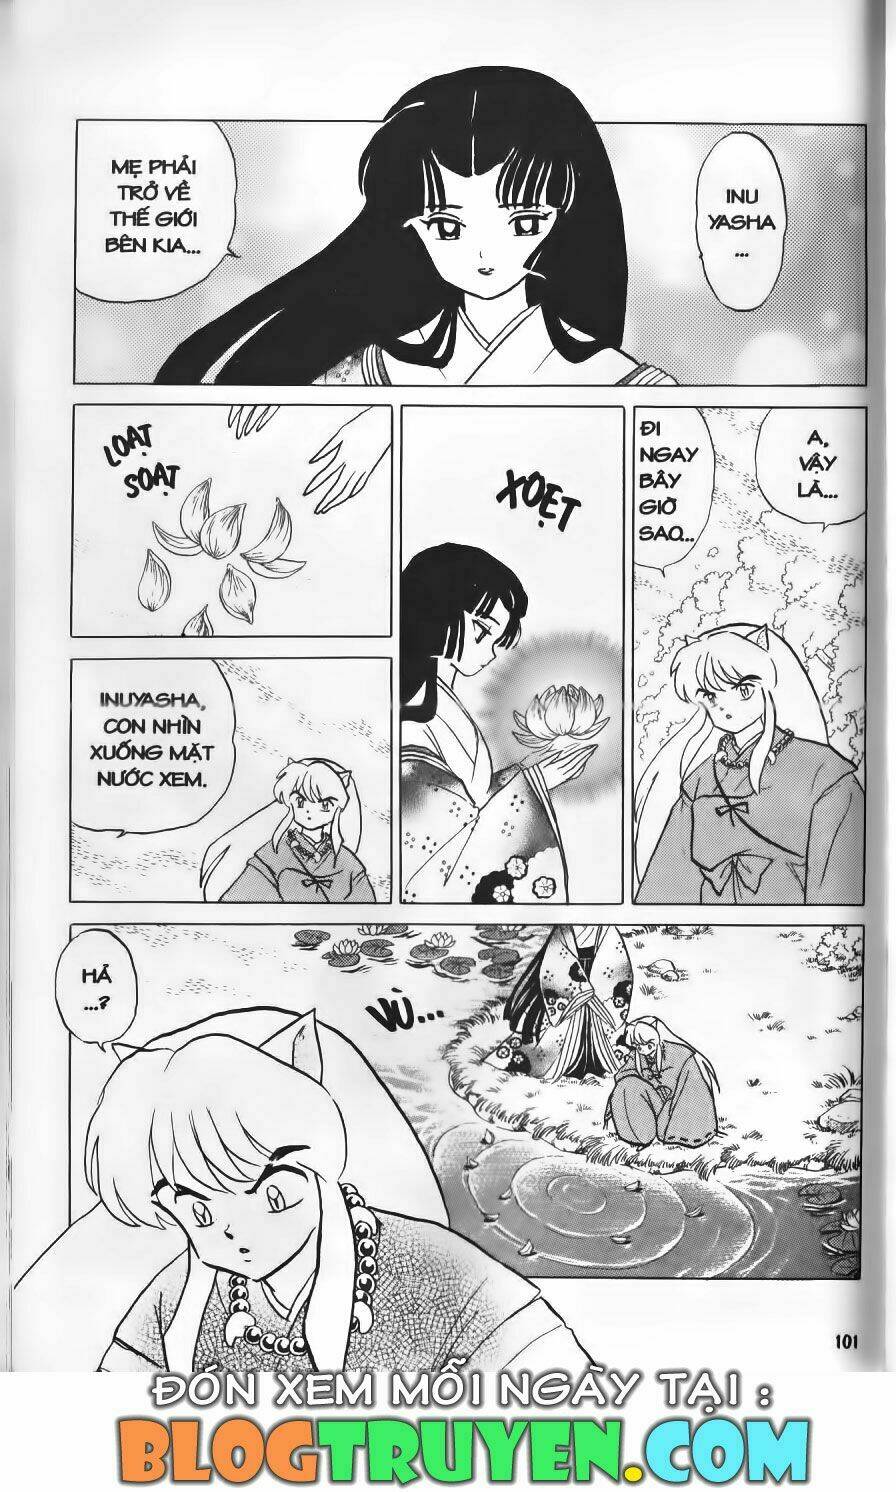 INU
YASHA
...
MẸ PHẢI
TRỞ VỀ
THẾ GIỚI
BÊN KIA...
A,
VẬY
LÀ...
ĐI
NGAY
BÂY
GIỜ
SAO...
XOẸT
LOẠT
SOẠT
INUYASHA,
CON NHÌN
XUỐNG MẶT
NƯỚC XEM.
HẢ
...?
VÙ...
101
ĐÓN XEM MỖI NGÀY TẠI :
BLOGTRUYEN.COM